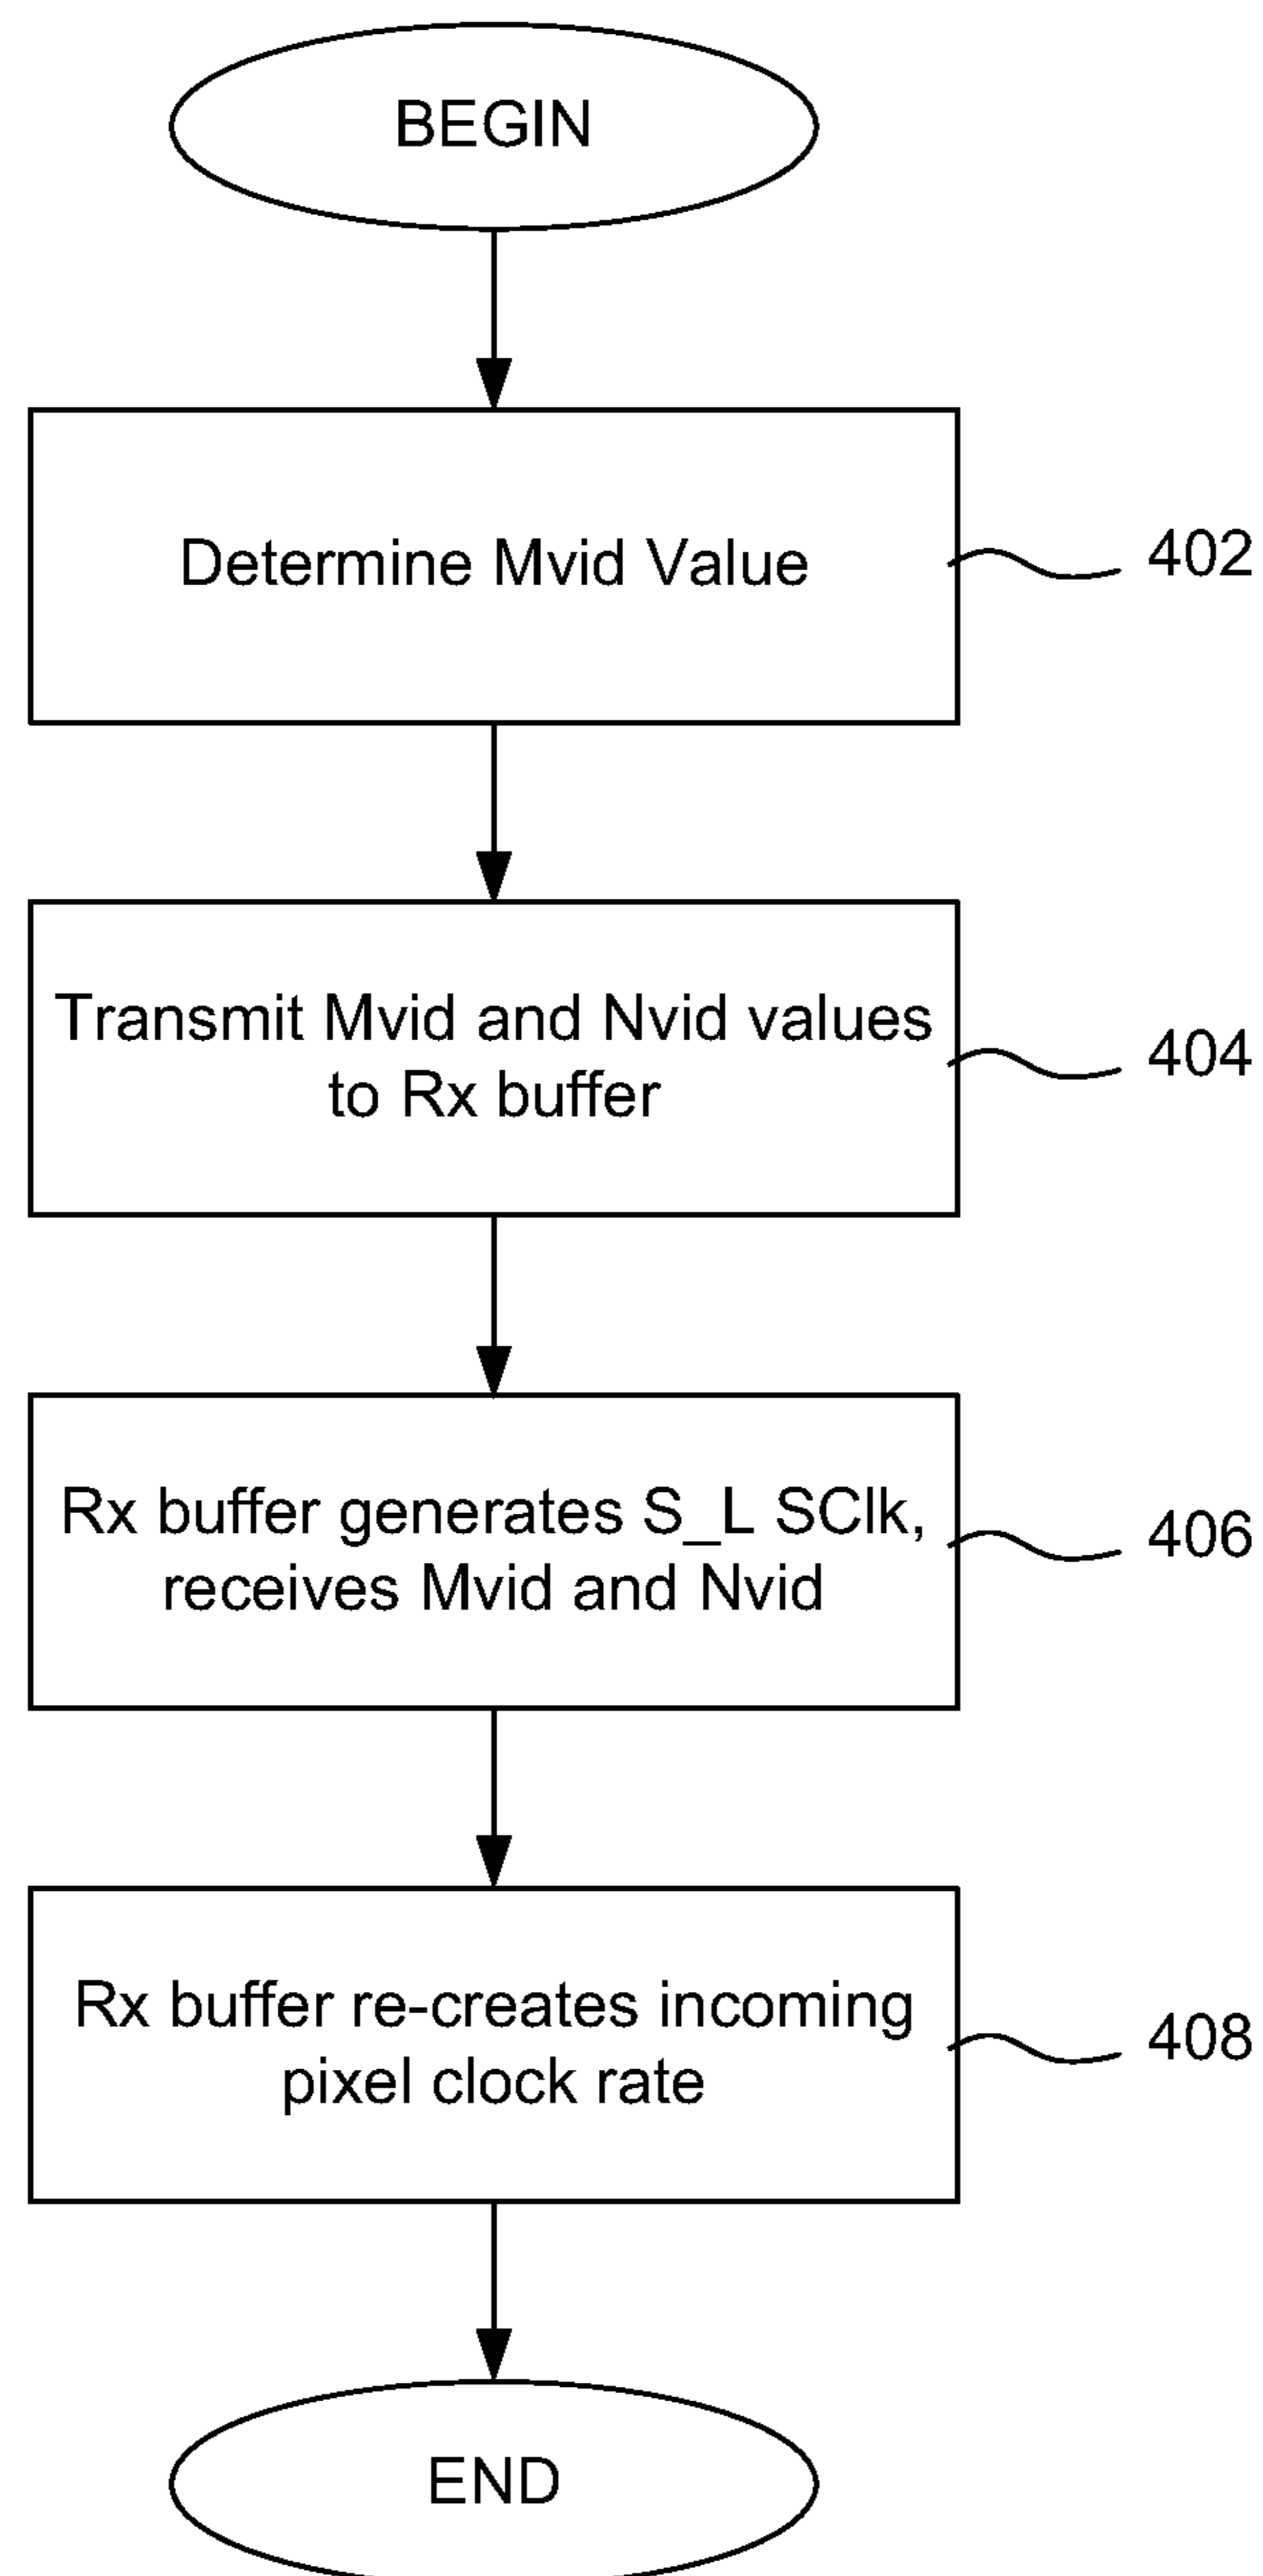 BEGIN
Determine Mvid Value
402
Transmit Mvid and Nvid values
to Rx buffer
404
Rx buffer generates S_L SClk,
receives Mvid and Nvid
406
Rx buffer re-creates incoming
pixel clock rate
408
END